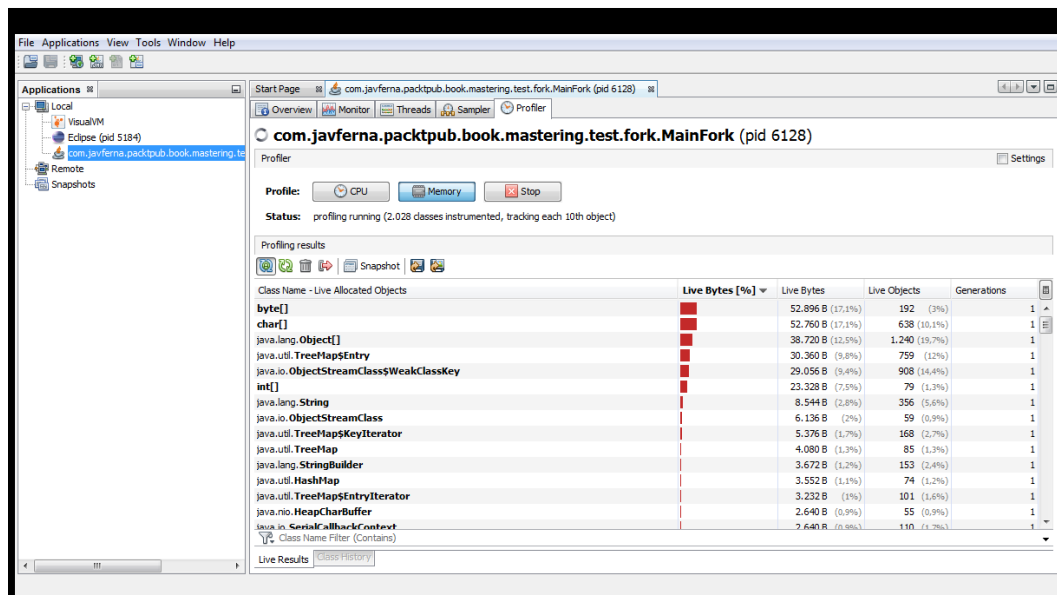 File Applications View Tools Window Help
Applications
Start Page com.javferna.packtpub.book.mastering.test.fork.MainFork (pid 6128)
Local
VisualVM
Eclipse (pid 5184)
com.javferna.packtpub.book.mastering.te
Remote
Snapshots
Overview Monitor Threads Sampler Profiler
com.javferna.packtpub.book.mastering.test.fork.MainFork (pid 6128)
Profiler Settings
Profile: CPU Memory Stop
Status: profiling running (2.028 classes instrumented, tracking each 10th object)
Profiling results
Snapshot
Class Name - Live Allocated Objects Live Bytes [%] Live Bytes Live Objects Generations
byte[] 52.896 B (17,1%) 192 (3%) 1
char[] 52.760 B (17,1%) 638 (10,1%) 1
java.lang.Object[] 38.720 B (12,5%) 1.240 (19,7%) 1
java.util.TreeMap$Entry 30.360 B (9,8%) 759 (12%) 1
java.io.ObjectStreamClass$WeakClassKey 29.056 B (9,4%) 908 (14,4%) 1
int[] 23.328 B (7,5%) 79 (1,3%) 1
java.lang.String 8.544 B (2,8%) 356 (5,6%) 1
java.io.ObjectStreamClass 6.136 B (2%) 59 (0,9%) 1
java.util.TreeMap$KeyIterator 5.376 B (1,7%) 168 (2,7%) 1
java.util.TreeMap 4.080 B (1,3%) 85 (1,3%) 1
java.lang.StringBuilder 3.672 B (1,2%) 153 (2,4%) 1
java.util.HashMap 3.552 B (1,1%) 74 (1,2%) 1
java.util.TreeMap$EntryIterator 3.232 B (1%) 101 (1,6%) 1
java.nio.HeapCharBuffer 2.640 B (0,9%) 55 (0,9%) 1
java.io.SerialCallbackContext 2.640 B (0,9%) 110 (1,7%) 1
Class Name Filter (Contains)
Live Results Class History